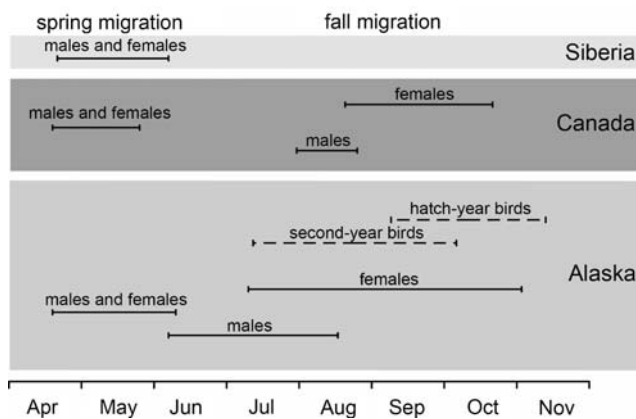 spring migration fall migration
males and females Siberia
females
males and females Canada
males
hatch-year birds
second-year birds
females Alaska
males and females
males
Apr May Jun Jul Aug Sep Oct Nov